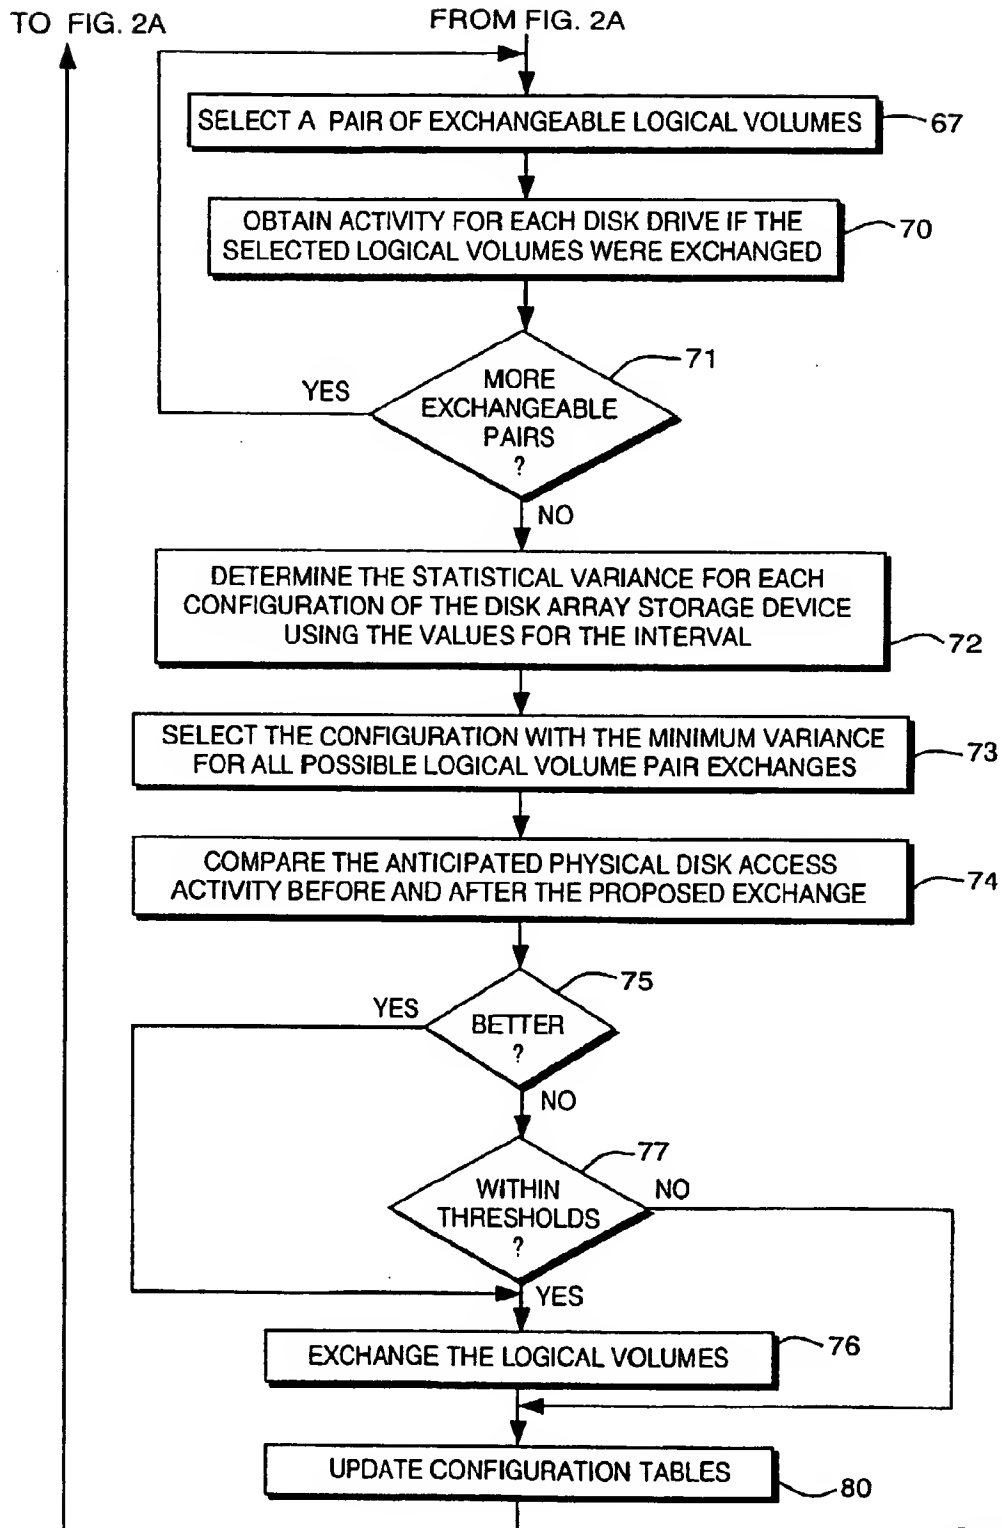 TO FIG. 2A
FROM FIG. 2A
SELECT A PAIR OF EXCHANGEABLE LOGICAL VOLUMES
67
OBTAIN ACTIVITY FOR EACH DISK DRIVE IF THE
SELECTED LOGICAL VOLUMES WERE EXCHANGED
70
MORE
EXCHANGEABLE
PAIRS
?
71
YES
NO
DETERMINE THE STATISTICAL VARIANCE FOR EACH
CONFIGURATION OF THE DISK ARRAY STORAGE DEVICE
USING THE VALUES FOR THE INTERVAL
72
SELECT THE CONFIGURATION WITH THE MINIMUM VARIANCE
FOR ALL POSSIBLE LOGICAL VOLUME PAIR EXCHANGES
73
COMPARE THE ANTICIPATED PHYSICAL DISK ACCESS
ACTIVITY BEFORE AND AFTER THE PROPOSED EXCHANGE
74
YES
BETTER
?
75
NO
WITHIN
THRESHOLDS
?
77
NO
YES
EXCHANGE THE LOGICAL VOLUMES
76
UPDATE CONFIGURATION TABLES
80